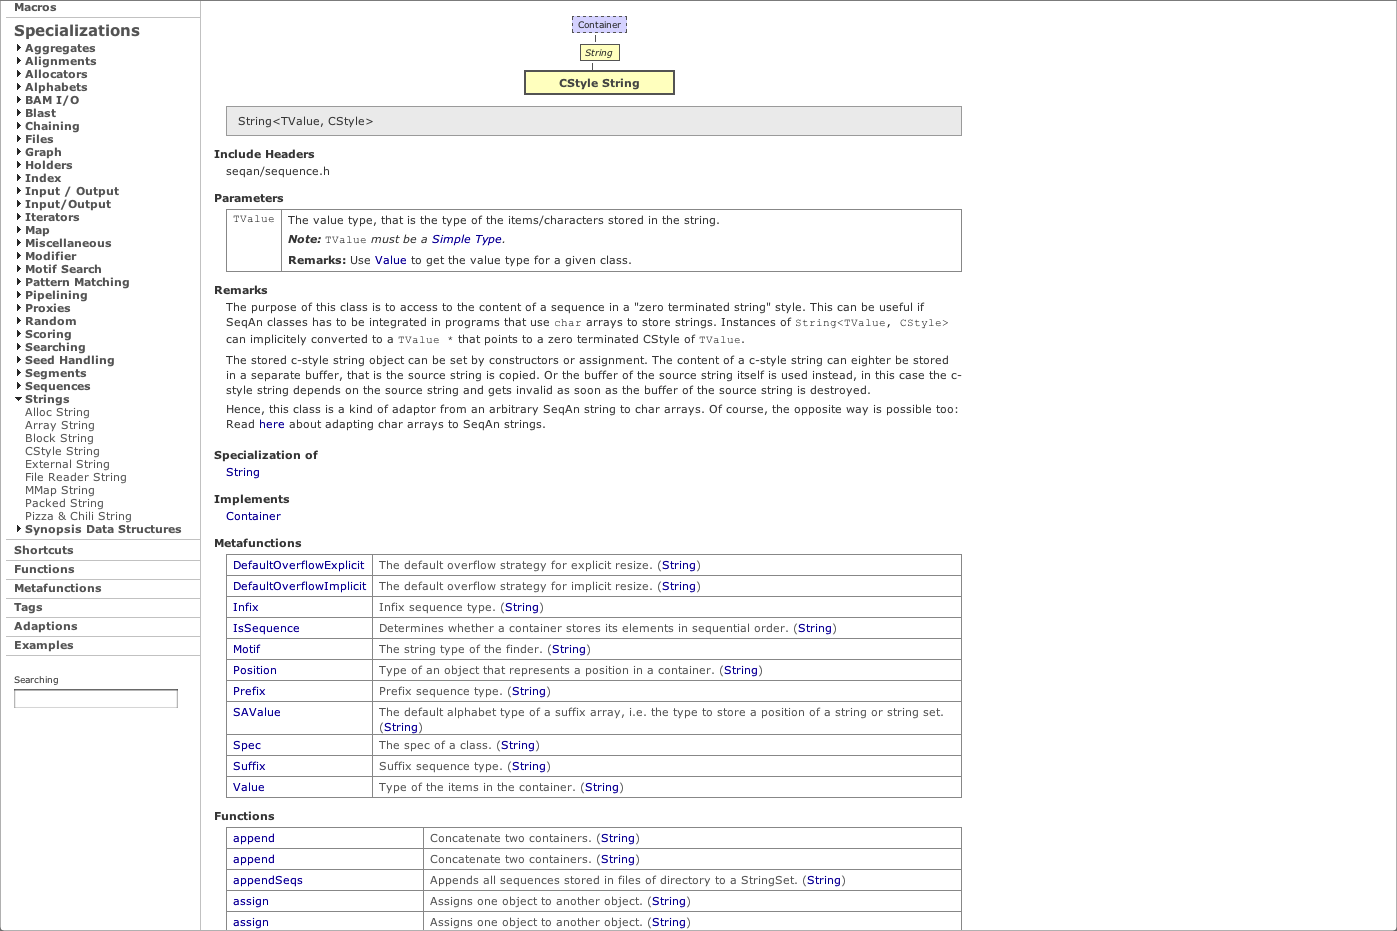 Macros
Specializations
Aggregates
Alignments
Allocators
Alphabets
BAM I/O
Blast
Chaining
Files
Graph
Holders
Index
Input / Output
Input/Output
Iterators
Map
Miscellaneous
Modifier
Motif Search
Pattern Matching
Pipelining
Proxies
Random
Scoring
Searching
Seed Handling
Segments
Sequences
Strings
Alloc String
Array String
Block String
CStyle String
External String
File Reader String
MMap String
Packed String
Pizza & Chili String
Synopsis Data Structures
Shortcuts
Functions
Metafunctions
Tags
Adaptions
Examples
Searching
Container
String
CStyle String
String<TValue, CStyle>
Include Headers
seqan/sequence.h
Parameters
TValue The value type, that is the type of the items/characters stored in the string.
Note: TValue must be a Simple Type.
Remarks: Use Value to get the value type for a given class.
Remarks
The purpose of this class is to access to the content of a sequence in a "zero terminated string" style. This can be useful if
SeqAn classes has to be integrated in programs that use char arrays to store strings. Instances of String<TValue, CStyle>
can implicitely converted to a TValue * that points to a zero terminated CStyle of TValue.
The stored c-style string object can be set by constructors or assignment. The content of a c-style string can eighter be stored
in a separate buffer, that is the source string is copied. Or the buffer of the source string itself is used instead, in this case the c-
style string depends on the source string and gets invalid as soon as the buffer of the source string is destroyed.
Hence, this class is a kind of adaptor from an arbitrary SeqAn string to char arrays. Of course, the opposite way is possible too:
Read here about adapting char arrays to SeqAn strings.
Specialization of
String
Implements
Container
Metafunctions
DefaultOverflowExplicit The default overflow strategy for explicit resize. (String)
DefaultOverflowImplicit The default overflow strategy for implicit resize. (String)
Infix Infix sequence type. (String)
IsSequence Determines whether a container stores its elements in sequential order. (String)
Motif The string type of the finder. (String)
Position Type of an object that represents a position in a container. (String)
Prefix Prefix sequence type. (String)
SAValue The default alphabet type of a suffix array, i.e. the type to store a position of a string or string set.
(String)
Spec The spec of a class. (String)
Suffix Suffix sequence type. (String)
Value Type of the items in the container. (String)
Functions
append Concatenate two containers. (String)
append Concatenate two containers. (String)
appendSeqs Appends all sequences stored in files of directory to a StringSet. (String)
assign Assigns one object to another object. (String)
assign Assigns one object to another object. (String)